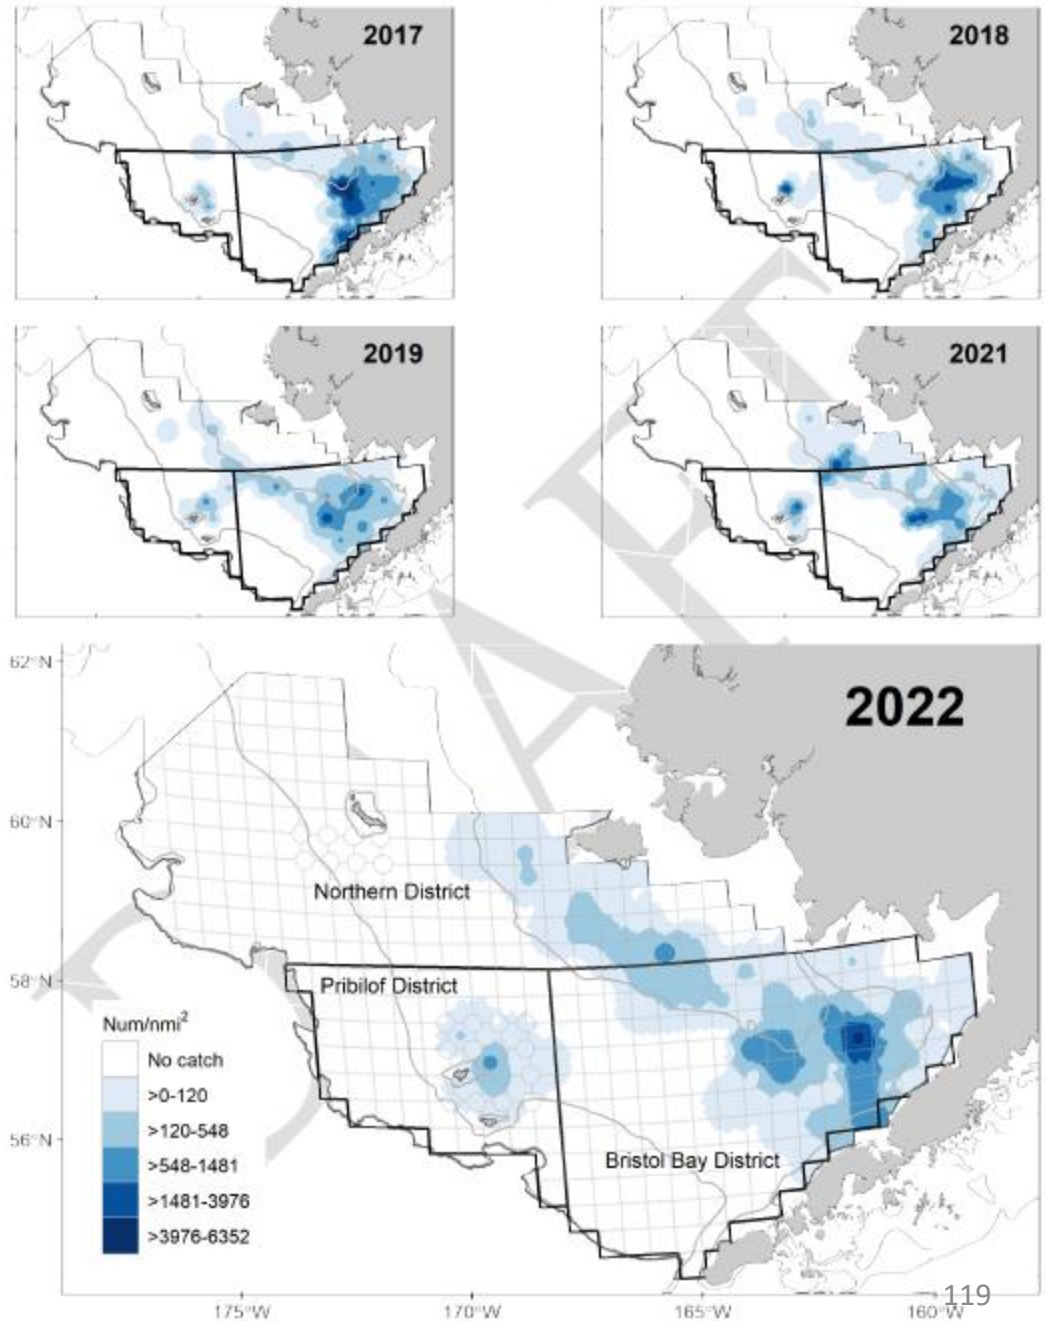 2017
2018
2019
2021
2022
62°N
60°N
58°N
56°N
Northern District
Pribilof District
Bristol Bay District
Num/nmi²
No catch
>0-120
>120-548
>548-1481
>1481-3976
>3976-6352
175°W
170°W
165°W
160°W
119
DRAFT